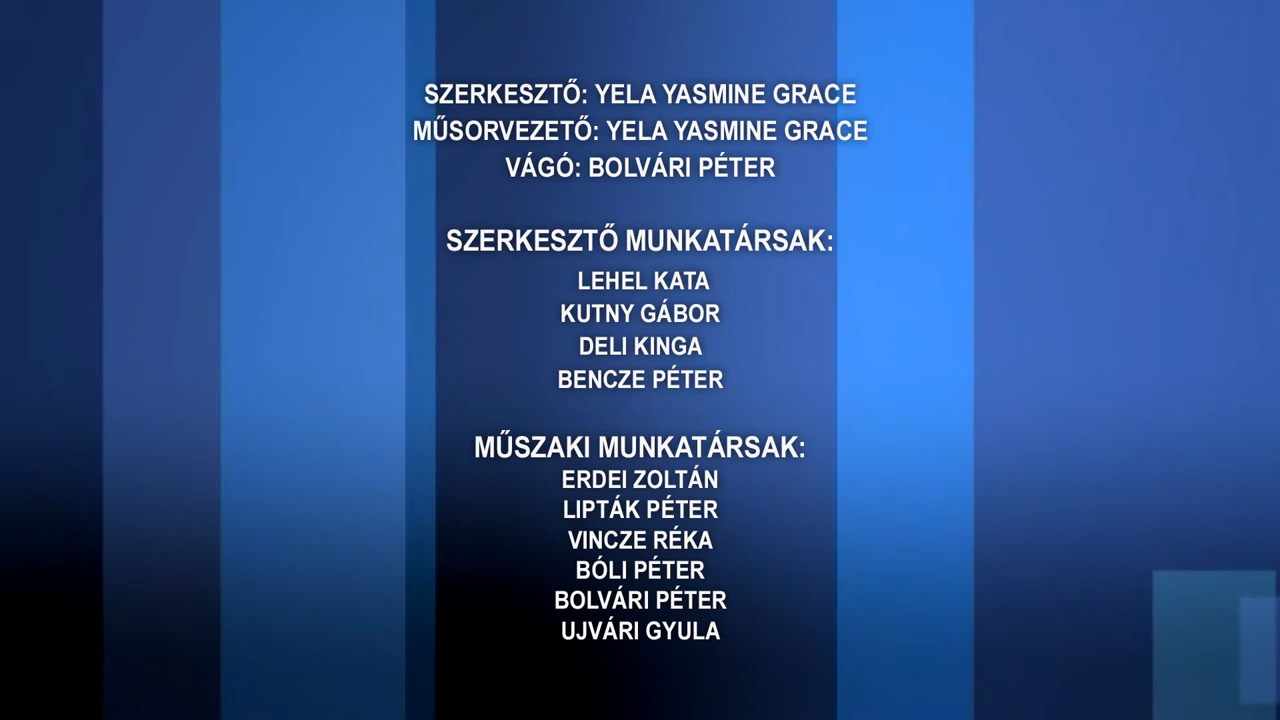 SZERKESZTŐ: YELA YASMINE GRACE
MŰSORVEZETŐ: YELA YASMINE GRACE
VÁGÓ: BOLVÁRI PÉTER
SZERKESZTŐ MUNKATÁRSAK:
LEHEL KATA
KUTNY GÁBOR
DELI KINGA
BENCZE PÉTER
MŰSZAKI MUNKATÁRSAK:
ERDEI ZOLTÁN
LIPTÁK PÉTER
VINCZE RÉKA
BÓLI PÉTER
BOLVÁRI PÉTER
UJVÁRI GYULA